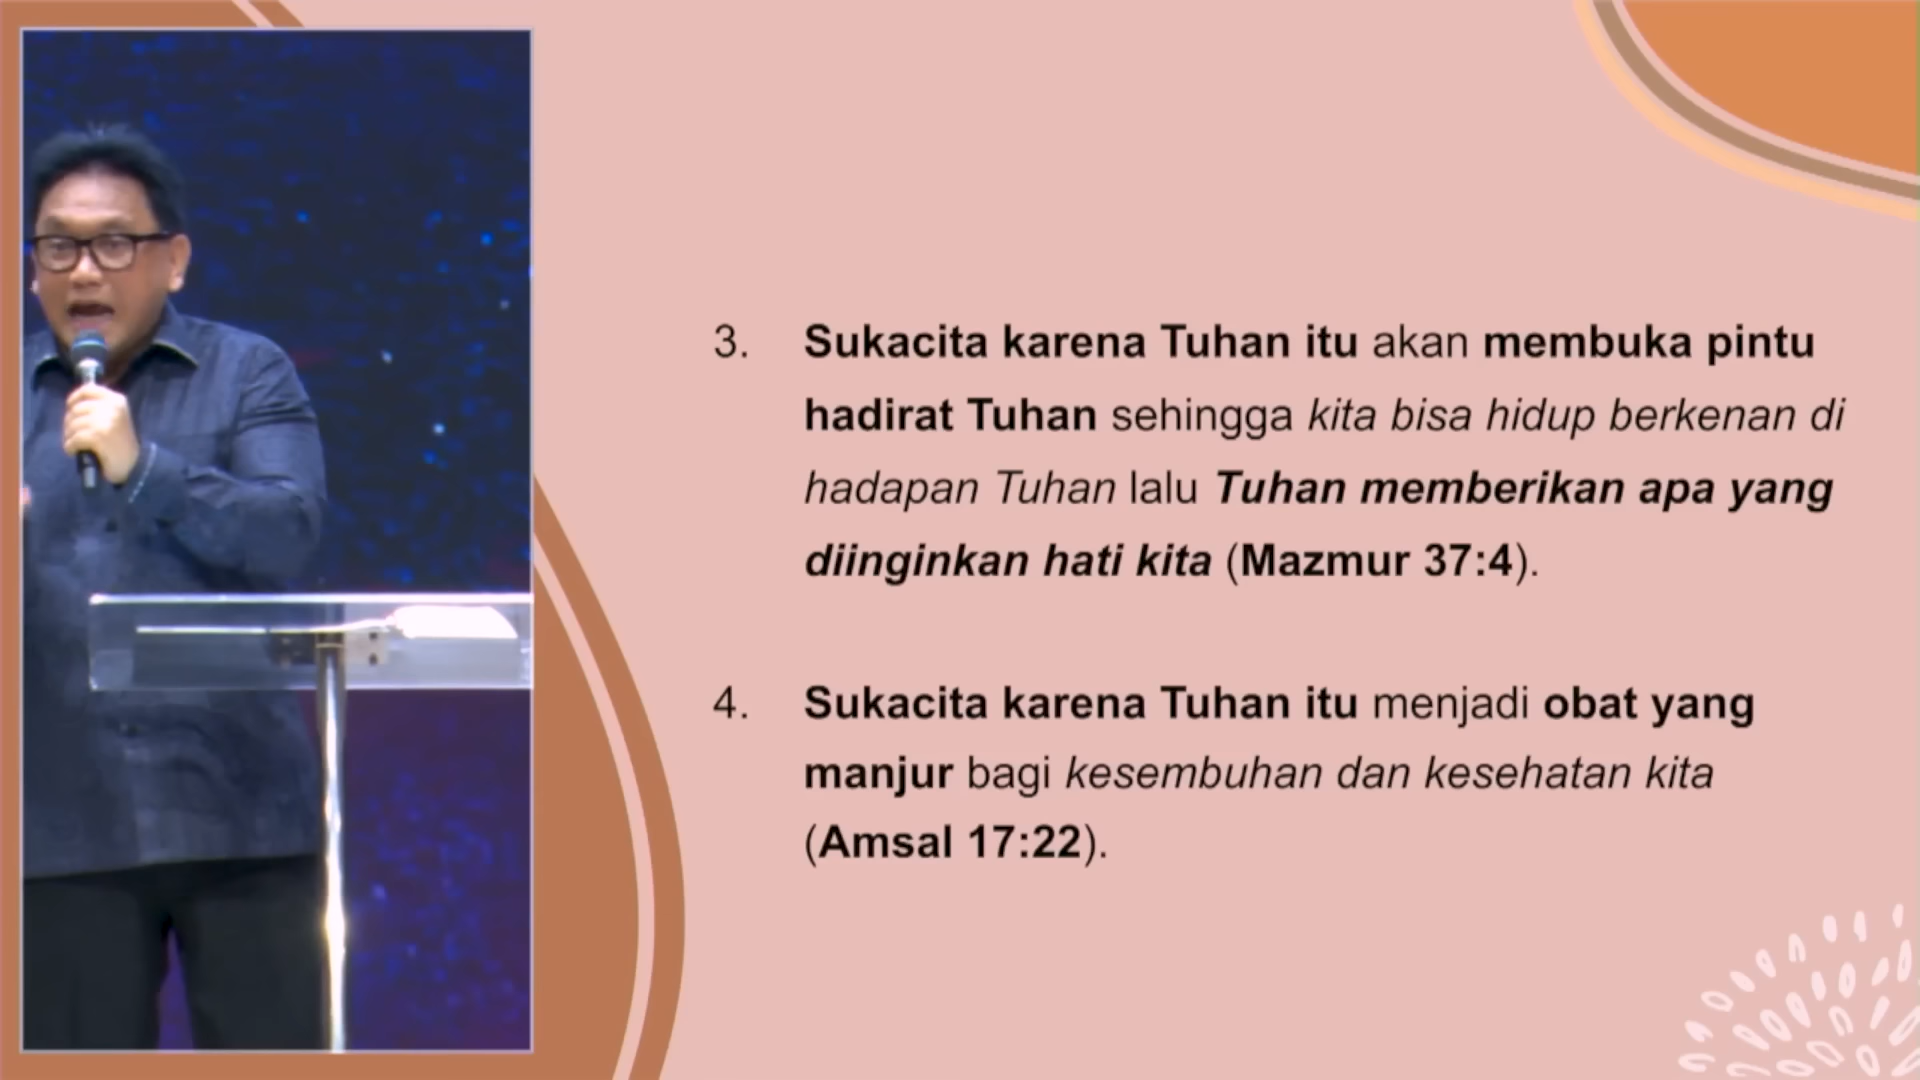 3. Sukacita karena Tuhan itu akan membuka pintu
hadirat Tuhan sehingga kita bisa hidup berkenan di
hadapan Tuhan lalu Tuhan memberikan apa yang
diinginkan hati kita (Mazmur 37:4).
4. Sukacita karena Tuhan itu menjadi obat yang
manjur bagi kesembuhan dan kesehatan kita
(Amsal 17:22).